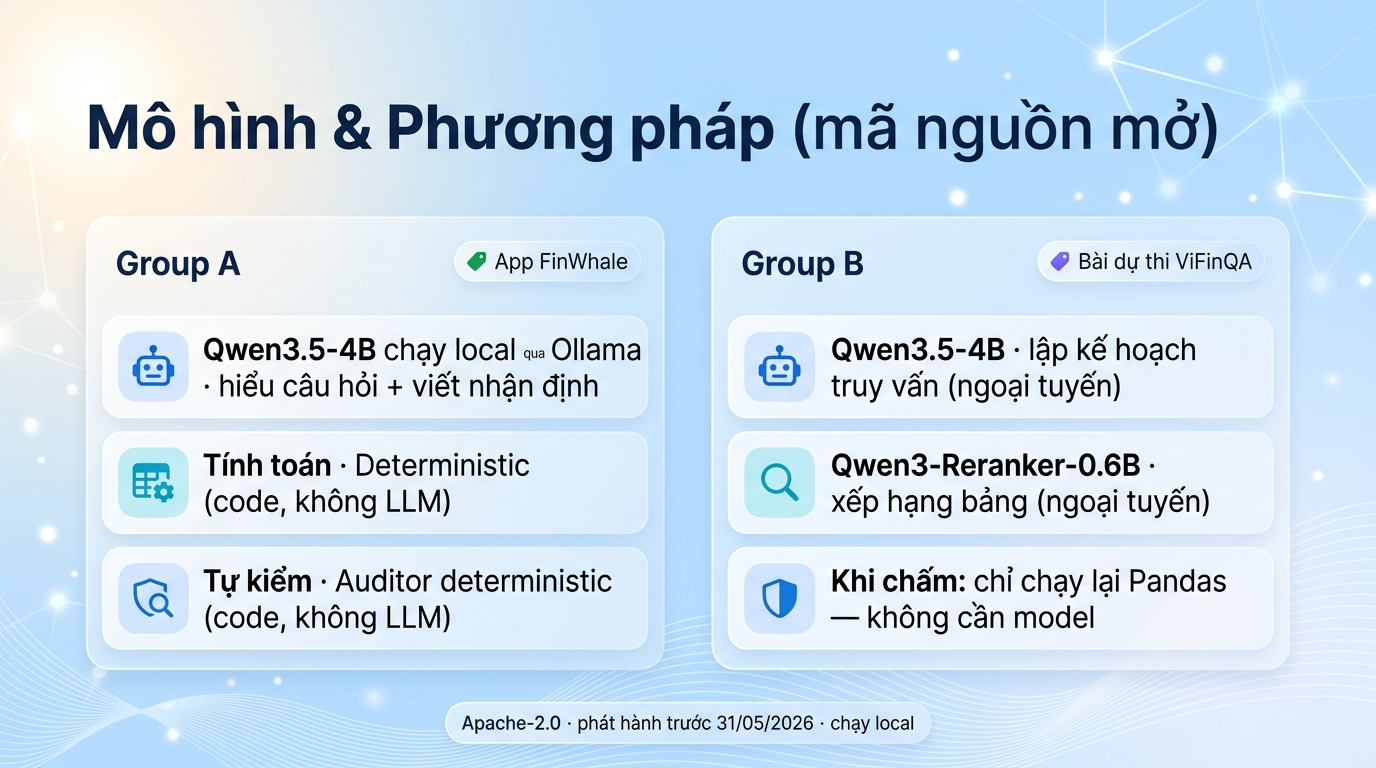 Mô hình & Phương pháp (mã nguồn mở)
Group A
App FinWhale
Qwen3.5-4B chạy local qua Ollama
· hiểu câu hỏi + viết nhận định
Tính toán · Deterministic
(code, không LLM)
Tự kiểm · Auditor deterministic
(code, không LLM)
Group B
Bài dự thi ViFinQA
Qwen3.5-4B · lập kế hoạch
truy vấn (ngoại tuyến)
Qwen3-Reranker-0.6B ·
xếp hạng bảng (ngoại tuyến)
Khi chấm: chỉ chạy lại Pandas
— không cần model
Apache-2.0 · phát hành trước 31/05/2026 · chạy local